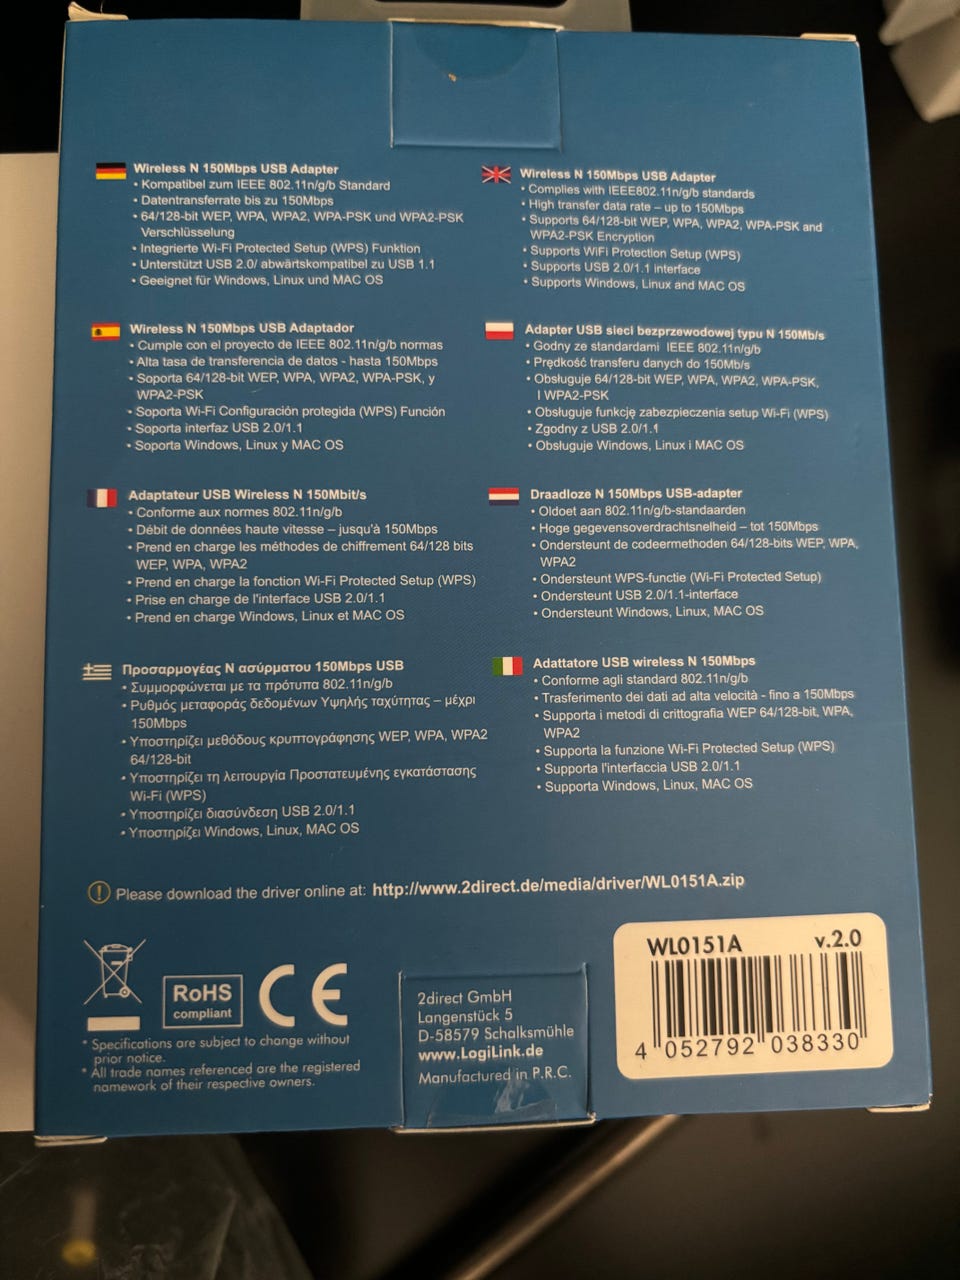 Wireless N 150Mbps USB Adapter
• Kompatibel zum IEEE 802.11n/g/b Standard
• Datentransferrate bis zu 150Mbps
• 64/128-bit WEP, WPA, WPA2, WPA-PSK und WPA2-PSK
Verschlüsselung
• Integrierte Wi-Fi Protected Setup (WPS) Funktion
• Unterstützt USB 2.0/ abwärtskompatibel zu USB 1.1
• Geeignet für Windows, Linux und MAC OS
Wireless N 150Mbps USB Adapter
• Complies with IEEE802.11n/g/b standards
• High transfer data rate – up to 150Mbps
• Supports 64/128-bit WEP, WPA, WPA2, WPA-PSK and
WPA2-PSK Encryption
• Supports WiFi Protection Setup (WPS)
• Supports USB 2.0/1.1 interface
• Supports Windows, Linux and MAC OS
Wireless N 150Mbps USB Adaptador
• Cumple con el proyecto de IEEE 802.11n/g/b normas
• Alta tasa de transferencia de datos - hasta 150Mbps
• Soporta 64/128-bit WEP, WPA, WPA2, WPA-PSK, y
WPA2-PSK
• Soporta Wi-Fi Configuración protegida (WPS) Función
• Soporta interfaz USB 2.0/1.1
• Soporta Windows, Linux y MAC OS
Adapter USB sieci bezprzewodowej typu N 150Mb/s
• Godny ze standardami IEEE 802.11n/g/b
• Prędkość transferu danych do 150Mb/s
• Obsługuje 64/128-bit WEP, WPA, WPA2, WPA-PSK,
I WPA2-PSK
• Obsługuje funkcję zabezpieczenia setup Wi-Fi (WPS)
• Zgodny z USB 2.0/1.1
• Obsługuje Windows, Linux i MAC OS
Adaptateur USB Wireless N 150Mbit/s
• Conforme aux normes 802.11n/g/b
• Débit de données haute vitesse – jusqu'à 150Mbps
• Prend en charge les méthodes de chiffrement 64/128 bits
WEP, WPA, WPA2
• Prend en charge la fonction Wi-Fi Protected Setup (WPS)
• Prise en charge de l'interface USB 2.0/1.1
• Prend en charge Windows, Linux et MAC OS
Draadloze N 150Mbps USB-adapter
• Oldoet aan 802.11n/g/b-standaarden
• Hoge gegevensoverdrachtsnelheid – tot 150Mbps
• Ondersteunt de codeermethoden 64/128-bits WEP, WPA,
WPA2
• Ondersteunt WPS-functie (Wi-Fi Protected Setup)
• Ondersteunt USB 2.0/1.1-interface
• Ondersteunt Windows, Linux, MAC OS
Προσαρμογέας N ασύρματου 150Mbps USB
• Συμμορφώνεται με τα πρότυπα 802.11n/g/b
• Ρυθμός μεταφοράς δεδομένων Υψηλής ταχύτητας – μέχρι
150Mbps
• Υποστηρίζει μεθόδους κρυπτογράφησης WEP, WPA, WPA2
64/128-bit
• Υποστηρίζει τη λειτουργία Προστατευμένης εγκατάστασης
Wi-Fi (WPS)
• Υποστηρίζει διασύνδεση USB 2.0/1.1
• Υποστηρίζει Windows, Linux, MAC OS
Adattatore USB wireless N 150Mbps
• Conforme agli standard 802.11n/g/b
• Trasferimento dei dati ad alta velocità - fino a 150Mbps
• Supporta i metodi di crittografia WEP 64/128-bit, WPA,
WPA2
• Supporta la funzione Wi-Fi Protected Setup (WPS)
• Supporta l'interfaccia USB 2.0/1.1
• Supporta Windows, Linux, MAC OS
Please download the driver online at: http://www.2direct.de/media/driver/WL0151A.zip
RoHS
compliant
CE
* Specifications are subject to change without
prior notice.
* All trade names referenced are the registered
namework of their respective owners.
2direct GmbH
Langenstück 5
D-58579 Schalksmühle
www.LogiLink.de
Manufactured in P.R.C.
WL0151A v.2.0
4 052792 038330